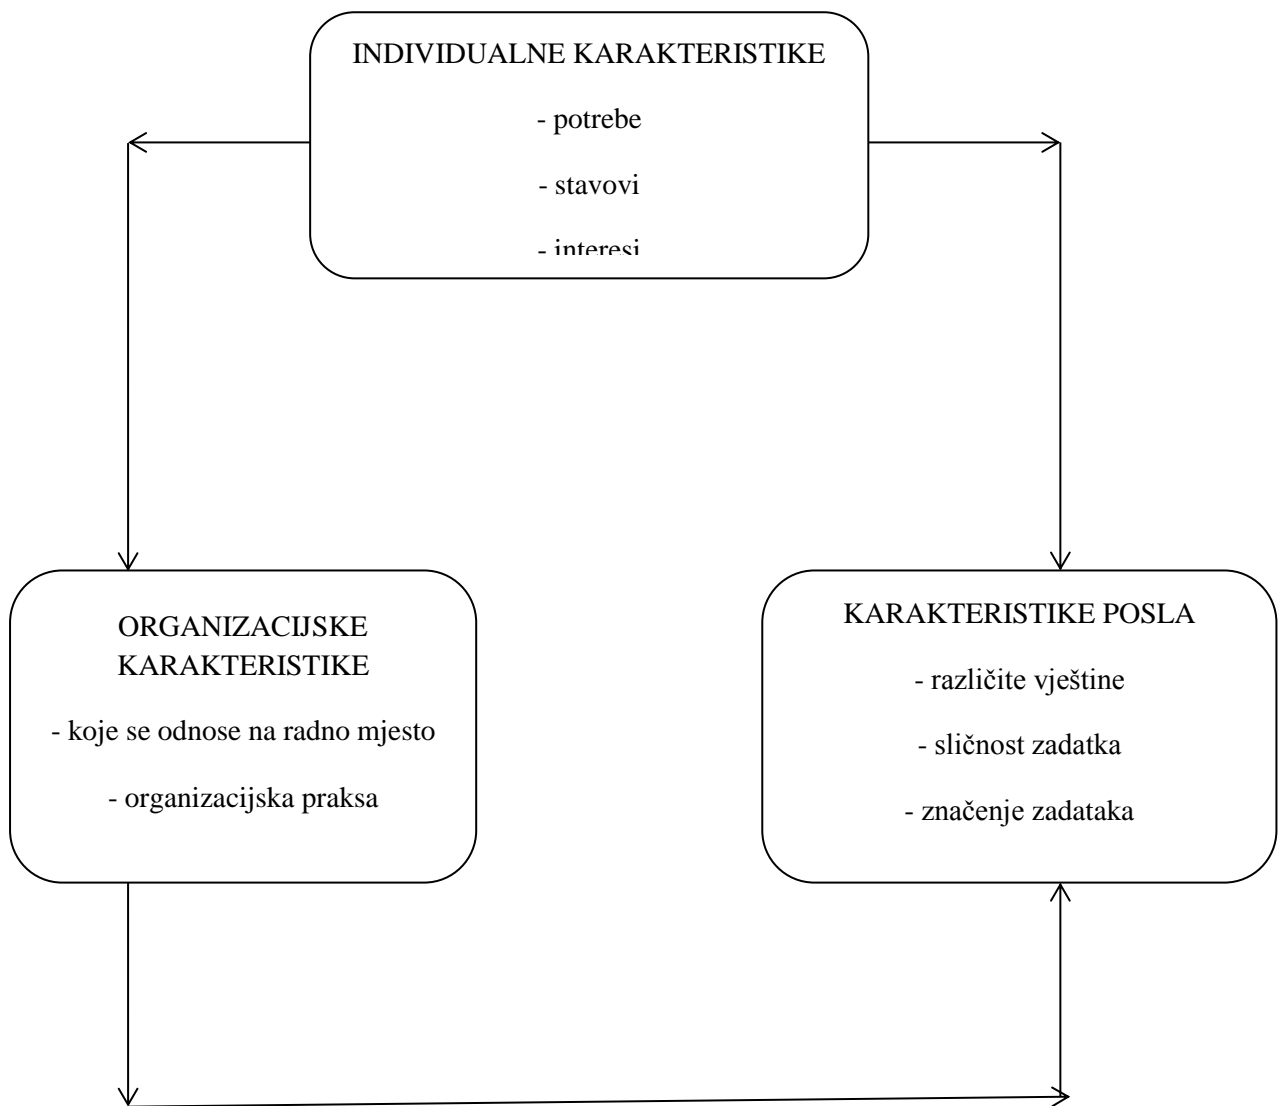 INDIVIDUALNE KARAKTERISTIKE
- potrebe
- stavovi
- interesi
ORGANIZACIJSKE
KARAKTERISTIKE
- koje se odnose na radno mjesto
- organizacijska praksa
KARAKTERISTIKE POSLA
- različite vještine
- sličnost zadatka
- značenje zadataka